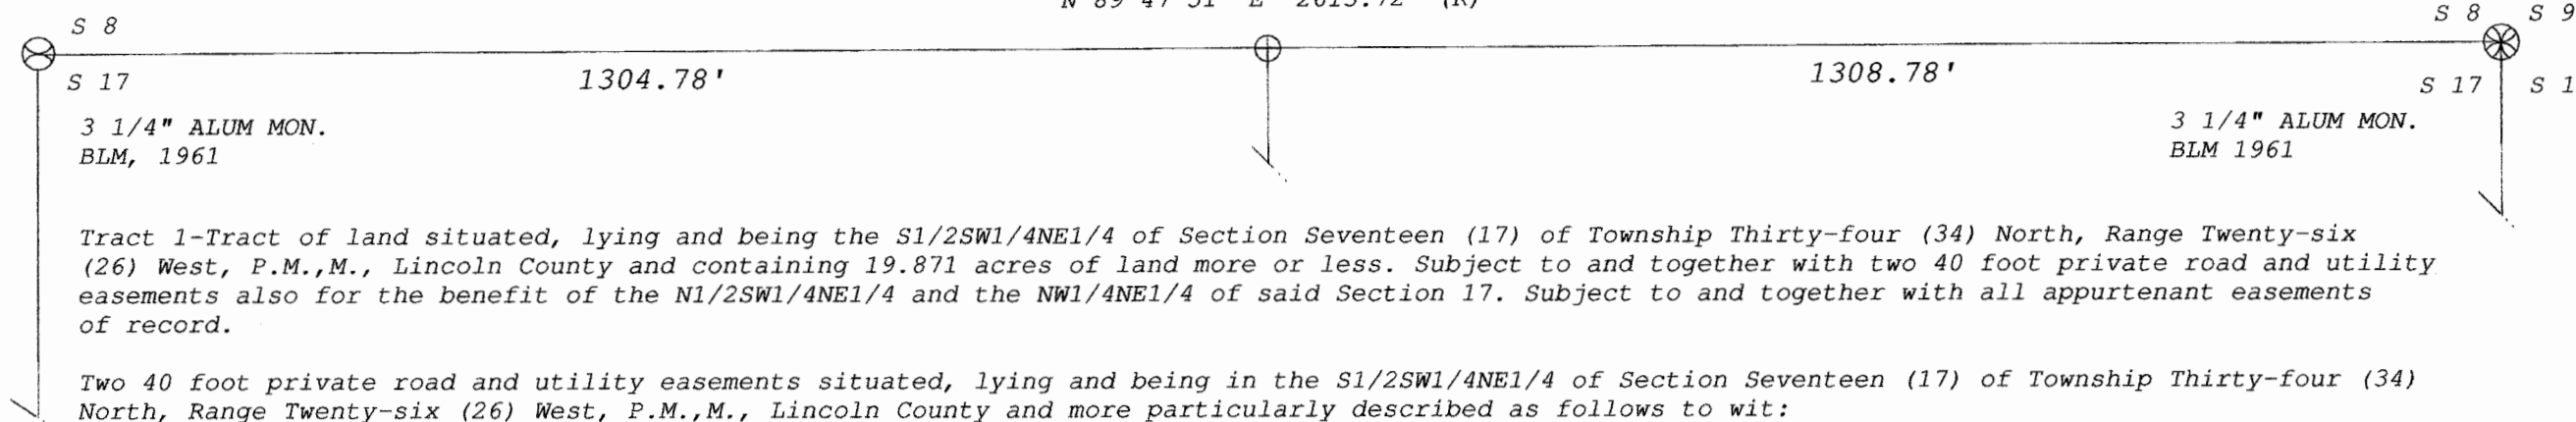 S 8
S 8 S 9
1304.78'
1308.78'
S 17
S 17
3 1/4" ALUM MON.
BLM, 1961
3 1/4" ALUM MON.
BLM 1961
Tract 1-Tract of land situated, lying and being the S1/2SW1/4NE1/4 of Section Seventeen (17) of Township Thirty-four (34) North, Range Twenty-six
(26) West, P.M.,M., Lincoln County and containing 19.871 acres of land more or less. Subject to and together with two 40 foot private road and utility
easements also for the benefit of the N1/2SW1/4NE1/4 and the NW1/4NE1/4 of said Section 17. Subject to and together with all appurtenant easements
of record.
Two 40 foot private road and utility easements situated, lying and being in the S1/2SW1/4NE1/4 of Section Seventeen (17) of Township Thirty-four (34)
North, Range Twenty-six (26) West, P.M.,M., Lincoln County and more particularly described as follows to wit: